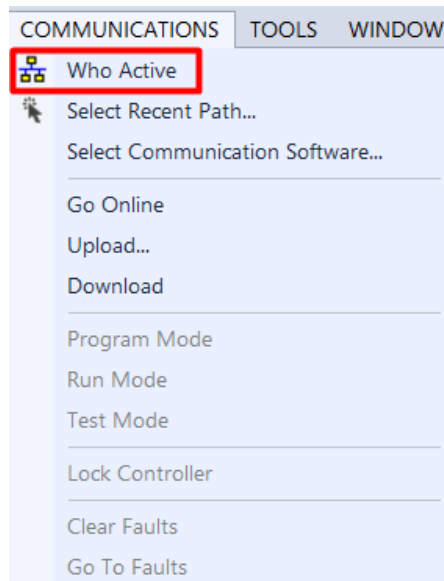 COMMUNICATIONS TOOLS WINDOW
Who Active
Select Recent Path...
Select Communication Software...
Go Online
Upload...
Download
Program Mode
Run Mode
Test Mode
Lock Controller
Clear Faults
Go To Faults